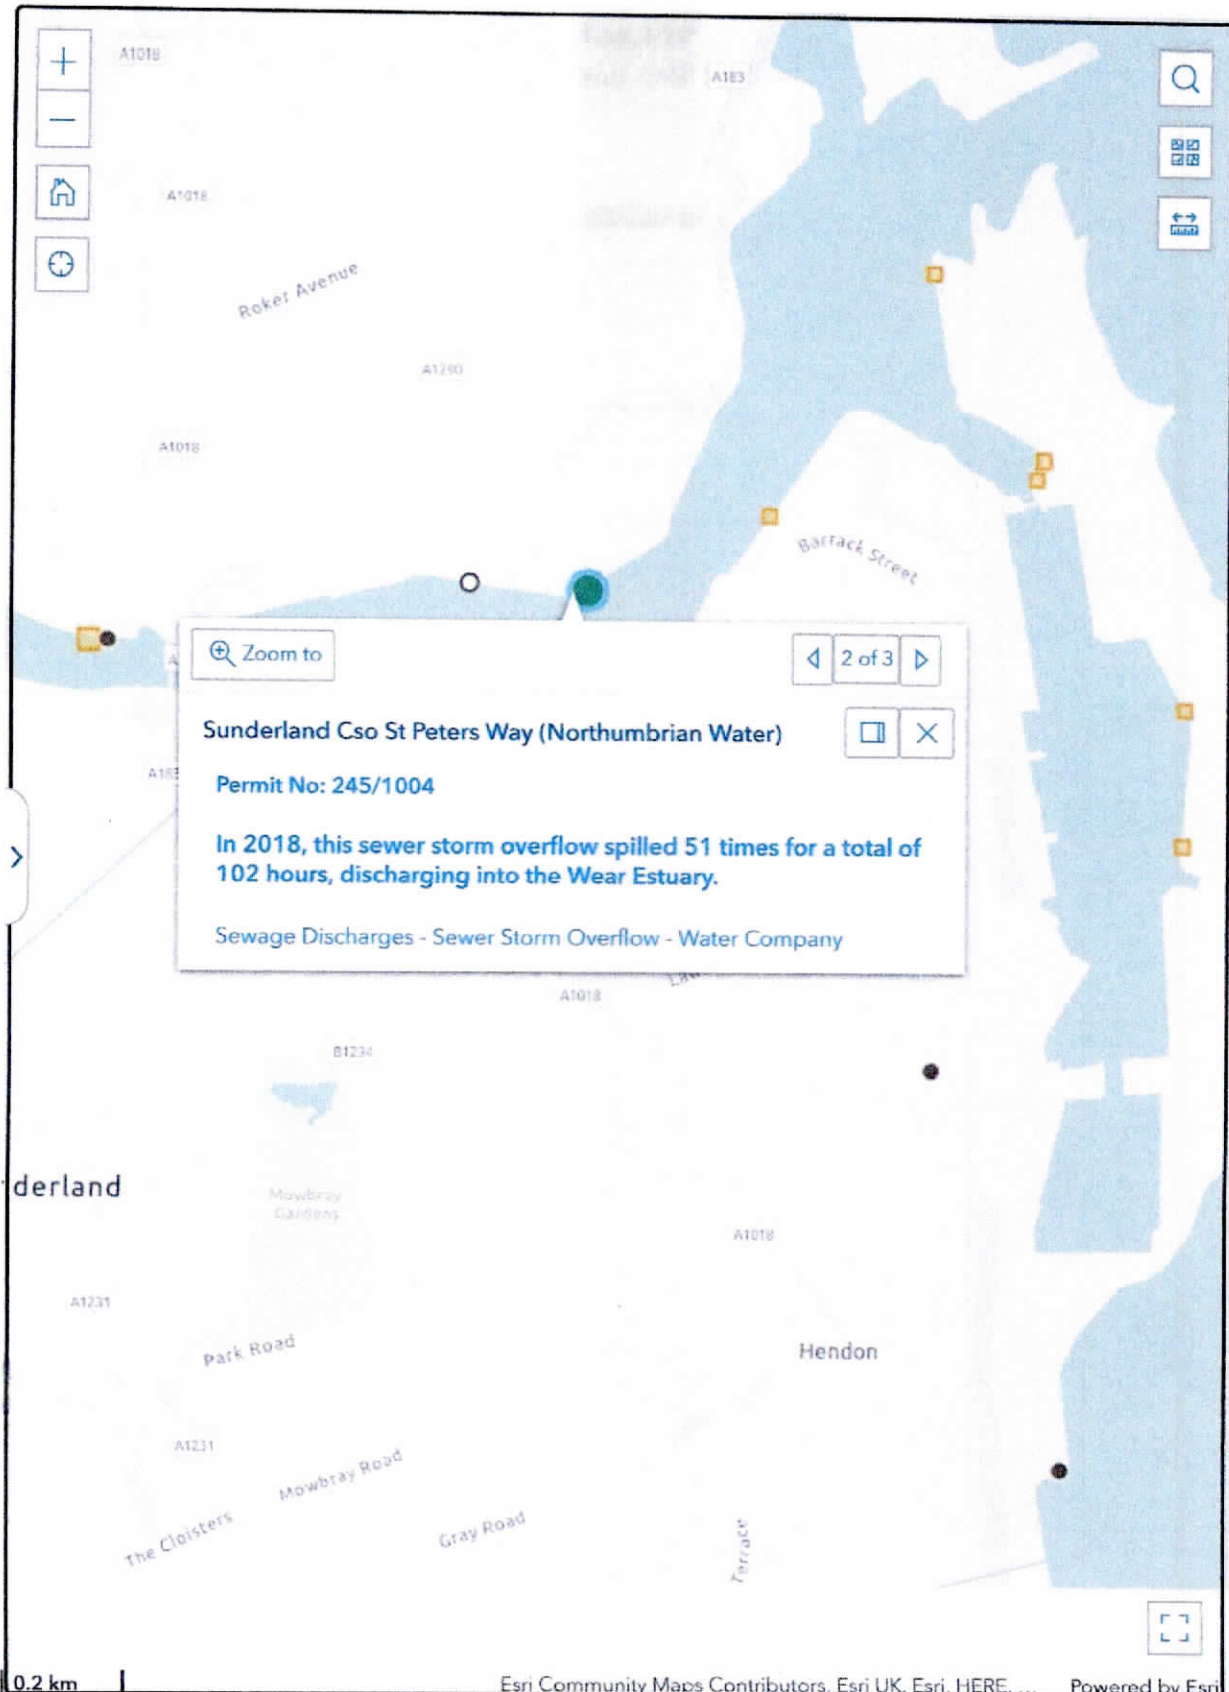 A1018
A183
A1018
Roker Avenue
A1290
A1018
Barrack Street
Zoom to
2 of 3
Sunderland Cso St Peters Way (Northumbrian Water)
Permit No: 245/1004
A183
In 2018, this sewer storm overflow spilled 51 times for a total of
102 hours, discharging into the Wear Estuary.
Sewage Discharges - Sewer Storm Overflow - Water Company
A1018
B1234
derland
Mowbray
Gardens
A1018
A1231
Park Road
Hendon
A1231
Mowbray Road
The Cloisters
Gray Road
Terrace
0.2 km
Esri Community Maps Contributors, Esri UK, Esri, HERE, ...
Powered by Esri